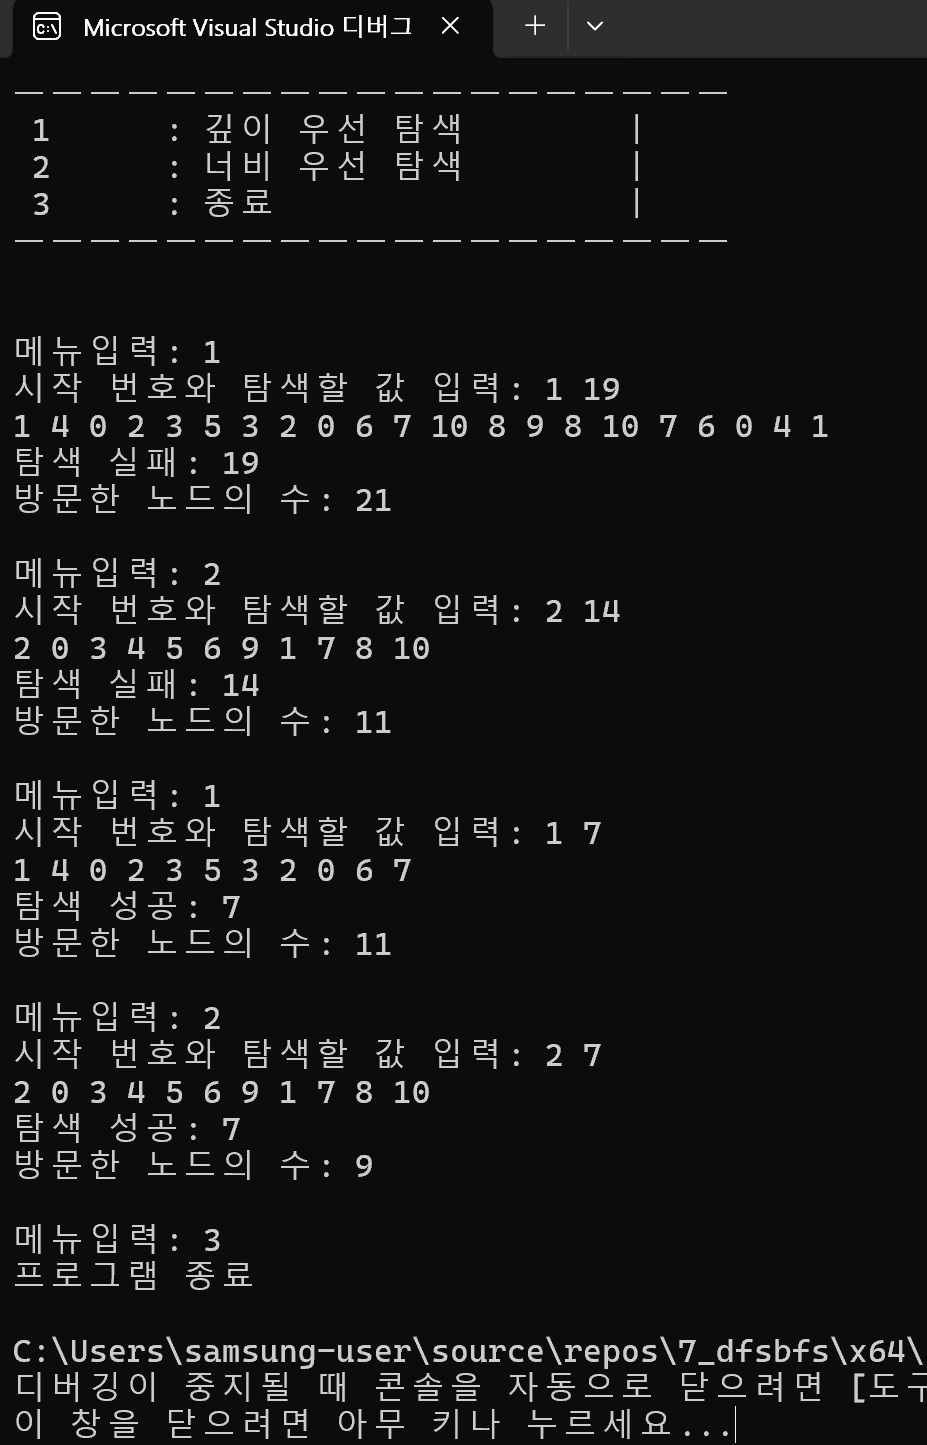 Microsoft Visual Studio 디버그
1 : 깊이 우선 탐색 |
2 : 너비 우선 탐색 |
3 : 종료 |
메뉴입력: 1
시작 번호와 탐색할 값 입력: 1 19
1 4 0 2 3 5 3 2 0 6 7 10 8 9 8 10 7 6 0 4 1
탐색 실패: 19
방문한 노드의 수: 21
메뉴입력: 2
시작 번호와 탐색할 값 입력: 2 14
2 0 3 4 5 6 9 1 7 8 10
탐색 실패: 14
방문한 노드의 수: 11
메뉴입력: 1
시작 번호와 탐색할 값 입력: 1 7
1 4 0 2 3 5 3 2 0 6 7
탐색 성공: 7
방문한 노드의 수: 11
메뉴입력: 2
시작 번호와 탐색할 값 입력: 2 7
2 0 3 4 5 6 9 1 7 8 10
탐색 성공: 7
방문한 노드의 수: 9
메뉴입력: 3
프로그램 종료
C:\Users\samsung-user\source\repos\7_dfsbfs\x64\
디버깅이 중지될 때 콘솔을 자동으로 닫으려면 [도구
이 창을 닫으려면 아무 키나 누르세요...